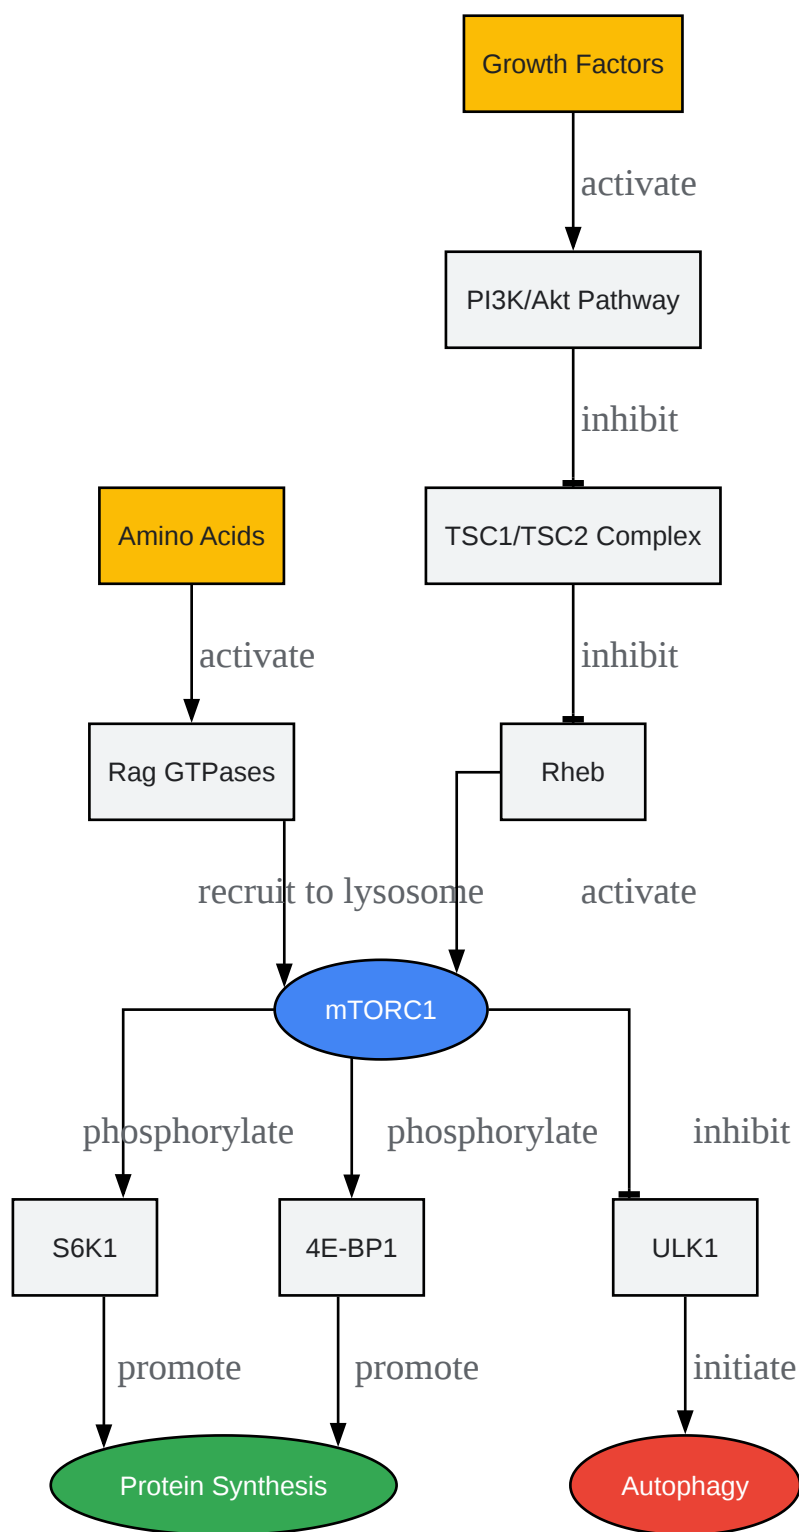 Growth Factors
activate
PI3K/Akt Pathway
inhibit
Amino Acids
TSC1/TSC2 Complex
activate
inhibit
Rag GTPases
Rheb
recruit to lysosome
activate
mTORC1
phosphorylate
phosphorylate
inhibit
S6K1
4E-BP1
ULK1
promote
promote
initiate
Protein Synthesis
Autophagy